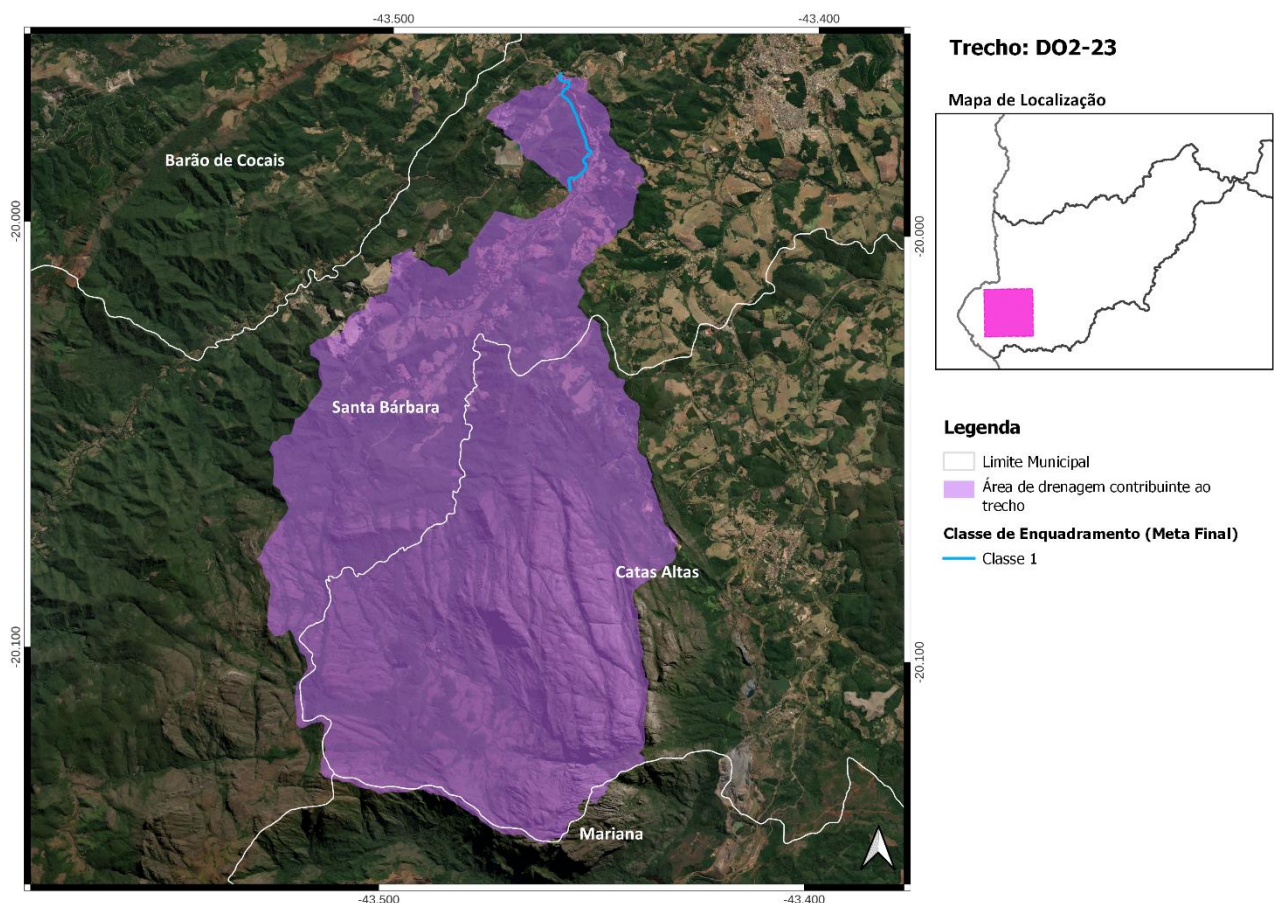 -43.500
-43.400
Trecho: DO2-23
Mapa de Localização
Barão de Cocais
-20.000
-20.000
Santa Bárbara
Legenda
Limite Municipal
Área de drenagem contribuinte ao
trecho
Classe de Enquadramento (Meta Final)
Classe 1
Catas Altas
-20.100
-20.100
Mariana
-43.500
-43.400